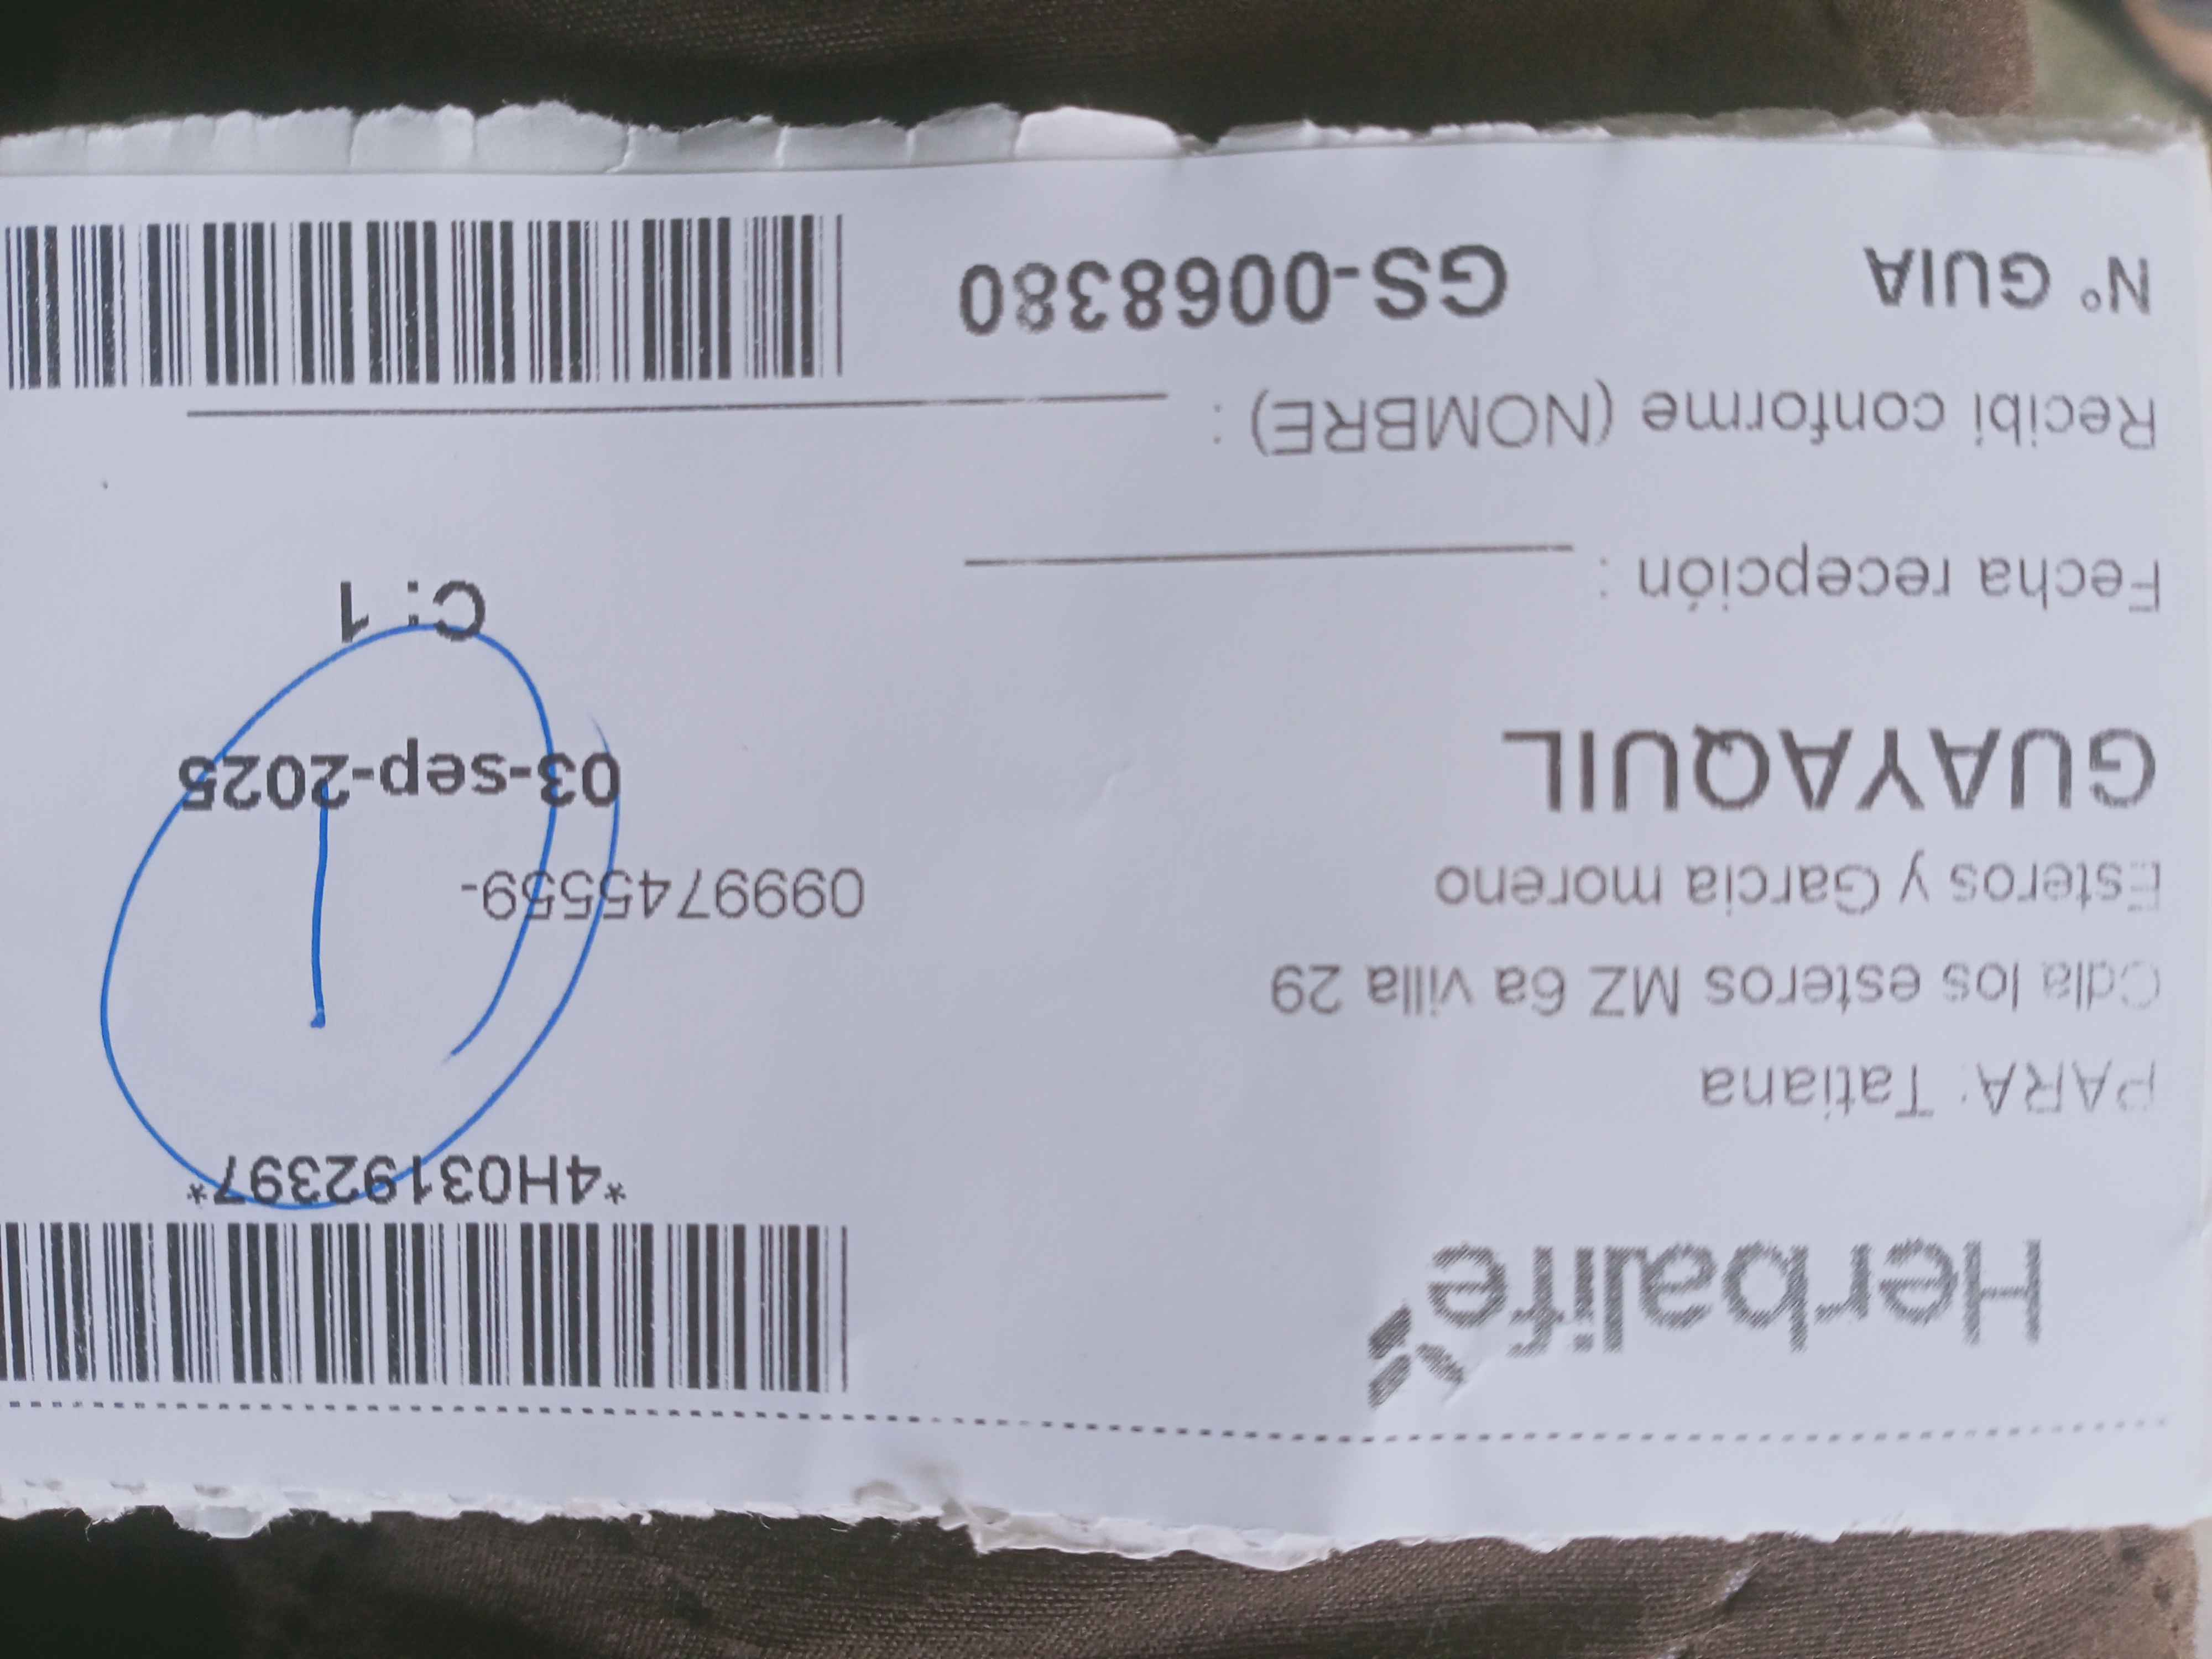 Herbalife
*4H03192397*
PARA: Tatiana
Cdla los esteros MZ 6a villa 29
Esteros y Garcia moreno
0999745559-
GUAYAQUIL
03-sep-2025
C: 1
Fecha recepción :
Recibi conforme (NOMBRE) :
N° GUIA GS-0068380